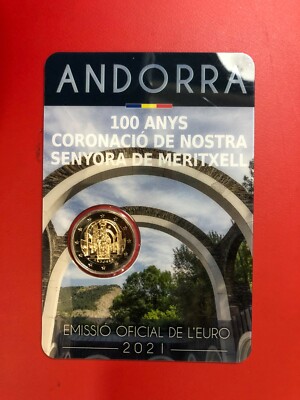 ANDORRA
100 ANYS
CORONACIÓ DE NOSTRA
SENYORA DE MERITXELL
EMISSIÓ OFICIAL DE L'EURO
2021